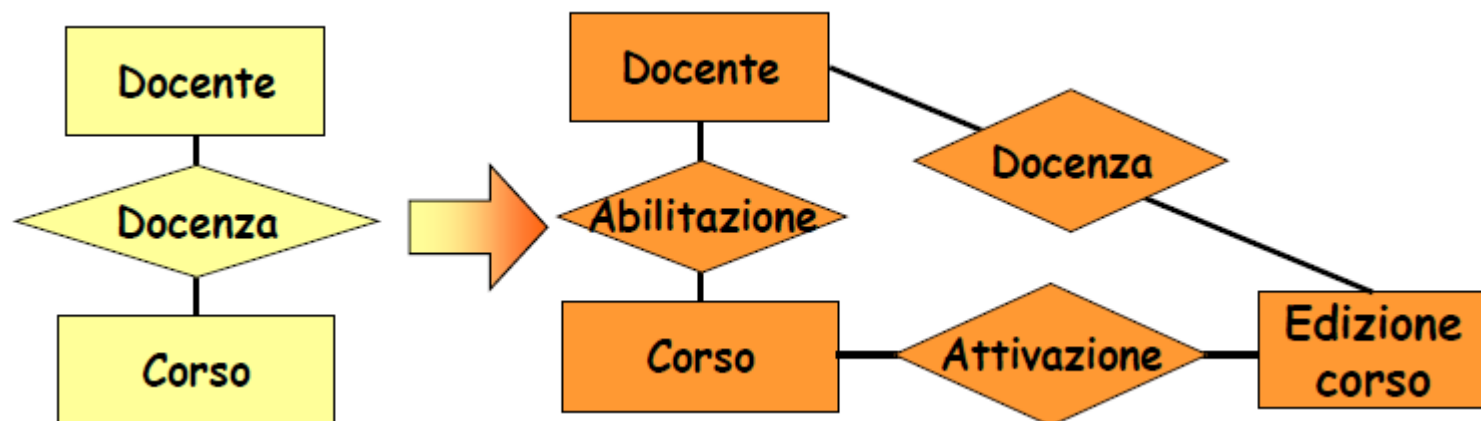 Docente
Docenza
Corso
Docente
Abilitazione
Corso
Docenza
Attivazione
Edizione
corso